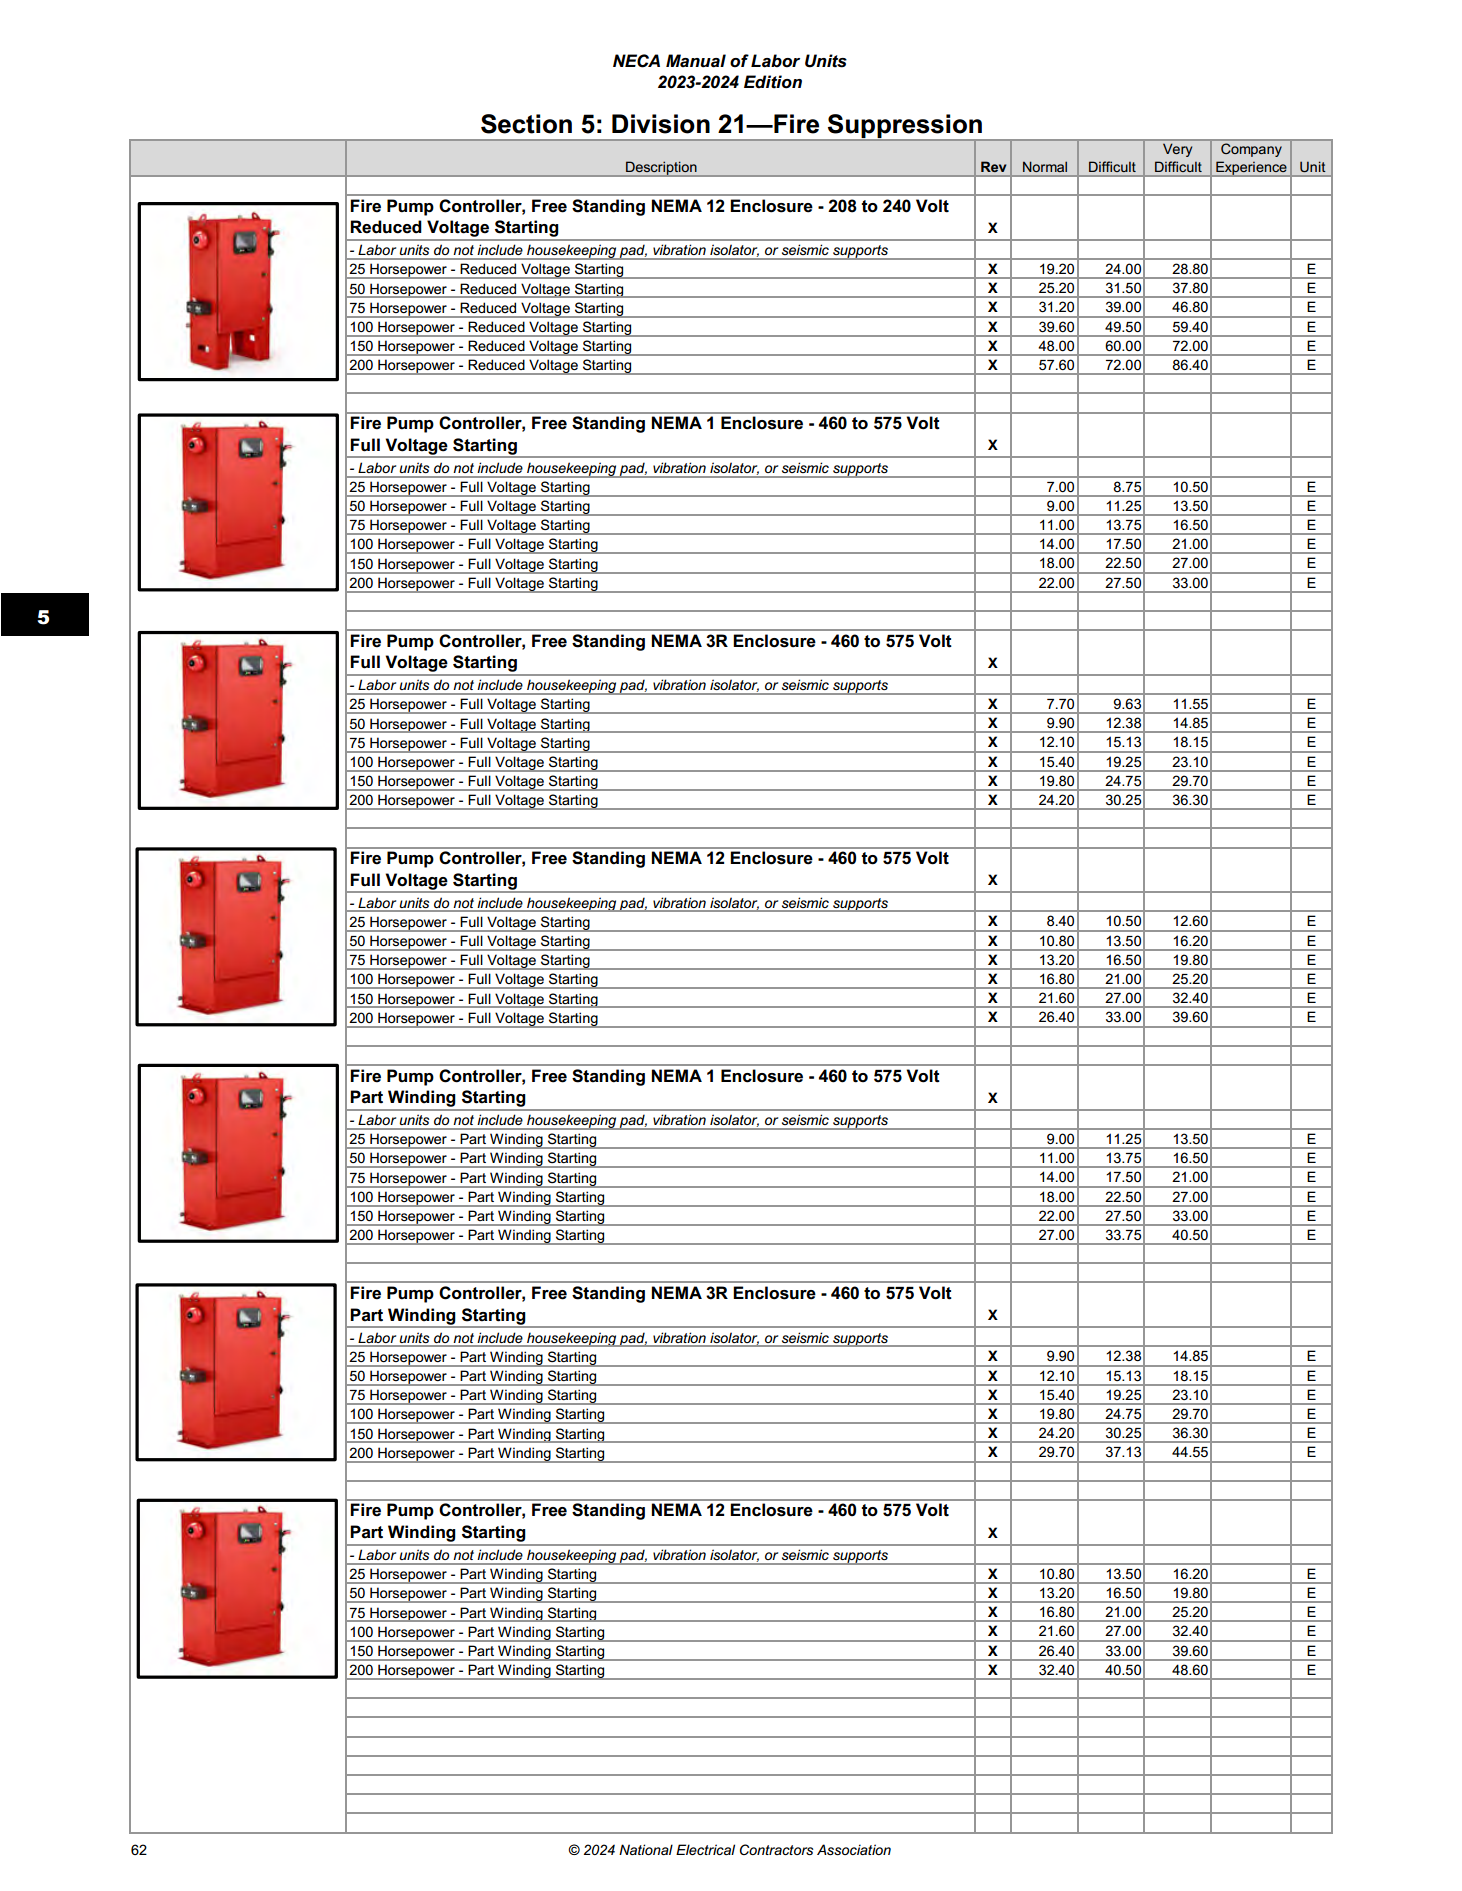 NECA Manual of Labor Units
2023-2024 Edition
Section 5: Division 21—Fire Suppression
Description Rev Normal Difficult Very Difficult Company Experience Unit
Fire Pump Controller, Free Standing NEMA 12 Enclosure - 208 to 240 Volt
Reduced Voltage Starting X
- Labor units do not include housekeeping pad, vibration isolator, or seismic supports
25 Horsepower - Reduced Voltage Starting X 19.20 24.00 28.80 E
50 Horsepower - Reduced Voltage Starting X 25.20 31.50 37.80 E
75 Horsepower - Reduced Voltage Starting X 31.20 39.00 46.80 E
100 Horsepower - Reduced Voltage Starting X 39.60 49.50 59.40 E
150 Horsepower - Reduced Voltage Starting X 48.00 60.00 72.00 E
200 Horsepower - Reduced Voltage Starting X 57.60 72.00 86.40 E
Fire Pump Controller, Free Standing NEMA 1 Enclosure - 460 to 575 Volt
Full Voltage Starting X
- Labor units do not include housekeeping pad, vibration isolator, or seismic supports
25 Horsepower - Full Voltage Starting 7.00 8.75 10.50 E
50 Horsepower - Full Voltage Starting 9.00 11.25 13.50 E
75 Horsepower - Full Voltage Starting 11.00 13.75 16.50 E
100 Horsepower - Full Voltage Starting 14.00 17.50 21.00 E
150 Horsepower - Full Voltage Starting 18.00 22.50 27.00 E
200 Horsepower - Full Voltage Starting 22.00 27.50 33.00 E
5
Fire Pump Controller, Free Standing NEMA 3R Enclosure - 460 to 575 Volt
Full Voltage Starting X
- Labor units do not include housekeeping pad, vibration isolator, or seismic supports
25 Horsepower - Full Voltage Starting X 7.70 9.63 11.55 E
50 Horsepower - Full Voltage Starting X 9.90 12.38 14.85 E
75 Horsepower - Full Voltage Starting X 12.10 15.13 18.15 E
100 Horsepower - Full Voltage Starting X 15.40 19.25 23.10 E
150 Horsepower - Full Voltage Starting X 19.80 24.75 29.70 E
200 Horsepower - Full Voltage Starting X 24.20 30.25 36.30 E
Fire Pump Controller, Free Standing NEMA 12 Enclosure - 460 to 575 Volt
Full Voltage Starting X
- Labor units do not include housekeeping pad, vibration isolator, or seismic supports
25 Horsepower - Full Voltage Starting X 8.40 10.50 12.60 E
50 Horsepower - Full Voltage Starting X 10.80 13.50 16.20 E
75 Horsepower - Full Voltage Starting X 13.20 16.50 19.80 E
100 Horsepower - Full Voltage Starting X 16.80 21.00 25.20 E
150 Horsepower - Full Voltage Starting X 21.60 27.00 32.40 E
200 Horsepower - Full Voltage Starting X 26.40 33.00 39.60 E
Fire Pump Controller, Free Standing NEMA 1 Enclosure - 460 to 575 Volt
Part Winding Starting X
- Labor units do not include housekeeping pad, vibration isolator, or seismic supports
25 Horsepower - Part Winding Starting 9.00 11.25 13.50 E
50 Horsepower - Part Winding Starting 11.00 13.75 16.50 E
75 Horsepower - Part Winding Starting 14.00 17.50 21.00 E
100 Horsepower - Part Winding Starting 18.00 22.50 27.00 E
150 Horsepower - Part Winding Starting 22.00 27.50 33.00 E
200 Horsepower - Part Winding Starting 27.00 33.75 40.50 E
Fire Pump Controller, Free Standing NEMA 3R Enclosure - 460 to 575 Volt
Part Winding Starting X
- Labor units do not include housekeeping pad, vibration isolator, or seismic supports
25 Horsepower - Part Winding Starting X 9.90 12.38 14.85 E
50 Horsepower - Part Winding Starting X 12.10 15.13 18.15 E
75 Horsepower - Part Winding Starting X 15.40 19.25 23.10 E
100 Horsepower - Part Winding Starting X 19.80 24.75 29.70 E
150 Horsepower - Part Winding Starting X 24.20 30.25 36.30 E
200 Horsepower - Part Winding Starting X 29.70 37.13 44.55 E
Fire Pump Controller, Free Standing NEMA 12 Enclosure - 460 to 575 Volt
Part Winding Starting X
- Labor units do not include housekeeping pad, vibration isolator, or seismic supports
25 Horsepower - Part Winding Starting X 10.80 13.50 16.20 E
50 Horsepower - Part Winding Starting X 13.20 16.50 19.80 E
75 Horsepower - Part Winding Starting X 16.80 21.00 25.20 E
100 Horsepower - Part Winding Starting X 21.60 27.00 32.40 E
150 Horsepower - Part Winding Starting X 26.40 33.00 39.60 E
200 Horsepower - Part Winding Starting X 32.40 40.50 48.60 E
62 © 2024 National Electrical Contractors Association